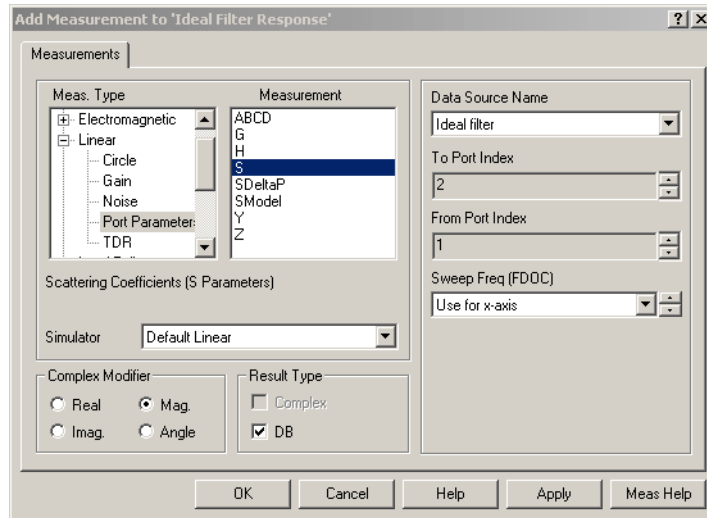 Add Measurement to 'Ideal Filter Response'
Measurements
Meas. Type
Electromagnetic
Linear
Circle
Gain
Noise
Port Parameter
TDR
Measurement
ABCD
G
H
S
SDeltaP
SModel
Y
Z
Scattering Coefficients (S Parameters)
Simulator
Default Linear
Data Source Name
Ideal filter
To Port Index
2
From Port Index
1
Sweep Freq (FDOC)
Use for x-axis
Complex Modifier
Real
Mag.
Imag.
Angle
Result Type
Complex
DB
OK
Cancel
Help
Apply
Meas Help